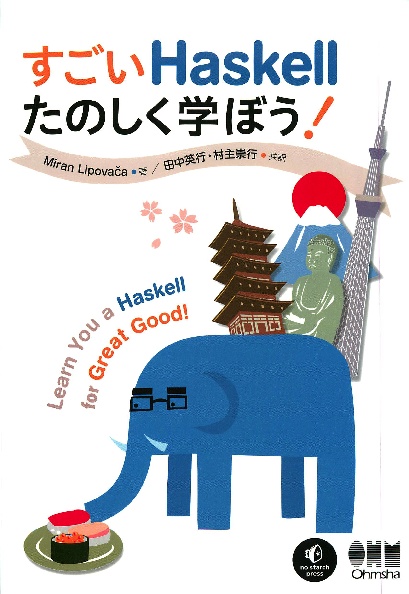 すごいHaskell
たのしく学ぼう!
Miran Lipovača・著/田中英行・村主崇行・共訳
Learn You a Haskell
for Great Good!
no starch
press
OHM
Ohmsha